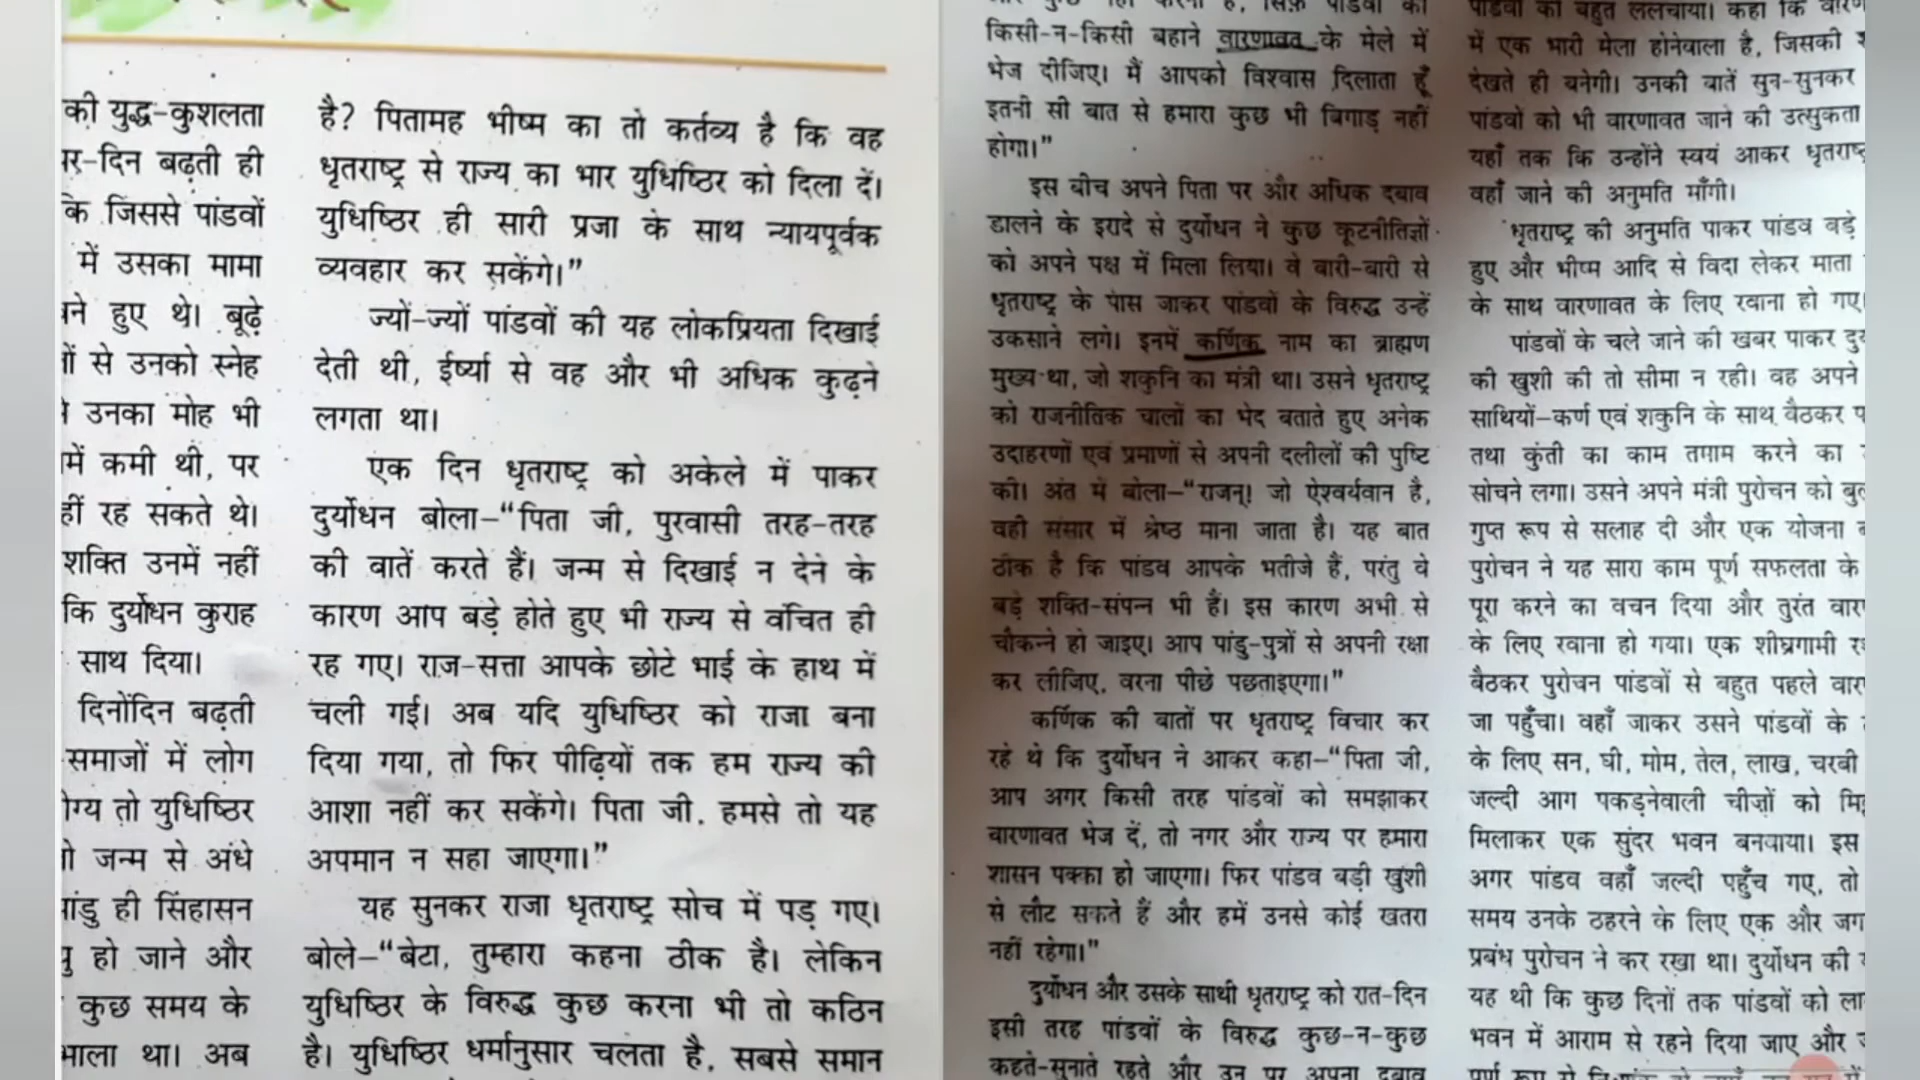 की युद्ध-कुशलता
दिन बढ़ती ही
कि जिससे पांडवों
में उसका मामा
बने हुए थे। बूढ़े
से उनको स्नेह
उनका मोह भी
में कमी थी, पर
रह सकते थे।
शक्ति उनमें नहीं
कि दुर्योधन कुराह
साथ दिया।
दिनोंदिन बढ़ती
समाजों में लोग
तो युधिष्ठिर
जन्म से अंधे
ही सिंहासन
हो जाने और
कुछ समय के
था। अब
है? पितामह भीष्म का तो कर्तव्य है कि वह
धृतराष्ट्र से राज्य का भार युधिष्ठिर को दिला दें।
युधिष्ठिर ही सारी प्रजा के साथ न्यायपूर्वक
व्यवहार कर सकेंगे।”
ज्यों-ज्यों पांडवों की यह लोकप्रियता दिखाई
देती थी, ईर्ष्या से वह और भी अधिक कुढ़ने
लगता था।
एक दिन धृतराष्ट्र को अकेले में पाकर
दुर्योधन बोला–“पिता जी, पुरवासी तरह-तरह
की बातें करते हैं। जन्म से दिखाई न देने के
कारण आप बड़े होते हुए भी राज्य से वंचित ही
रह गए। राज-सत्ता आपके छोटे भाई के हाथ में
चली गई। अब यदि युधिष्ठिर को राजा बना
दिया गया, तो फिर पीढ़ियों तक हम राज्य की
आशा नहीं कर सकेंगे। पिता जी, हमसे तो यह
अपमान न सहा जाएगा।”
यह सुनकर राजा धृतराष्ट्र सोच में पड़ गए।
बोले–“बेटा, तुम्हारा कहना ठीक है। लेकिन
युधिष्ठिर के विरुद्ध कुछ करना भी तो कठिन
है। युधिष्ठिर धर्मानुसार चलता है, सबसे समान
किसी-न-किसी बहाने वारणावत के मेले में
भेज दीजिए। मैं आपको विश्वास दिलाता हूँ
इतनी सी बात से हमारा कुछ भी बिगाड़ नहीं
होगा।”
इस बीच अपने पिता पर और अधिक दबाव
डालने के इरादे से दुर्योधन ने कुछ कूटनीतिज्ञों
को अपने पक्ष में मिला लिया। वे बारी-बारी से
धृतराष्ट्र के पास जाकर पांडवों के विरुद्ध उन्हें
उकसाने लगे। इनमें कर्णिक नाम का ब्राह्मण
मुख्य था, जो शकुनि का मंत्री था। उसने धृतराष्ट्र
को राजनीतिक चालों का भेद बताते हुए अनेक
उदाहरणों एवं प्रमाणों से अपनी दलीलों की पुष्टि
की। अंत में बोला–“राजन्! जो ऐश्वर्यवान है,
वही संसार में श्रेष्ठ माना जाता है। यह बात
ठीक है कि पांडव आपके भतीजे हैं, परंतु वे
बड़े शक्ति-संपन्न भी हैं। इस कारण अभी से
चौकन्ने हो जाइए। आप पांडु-पुत्रों से अपनी रक्षा
कर लीजिए, वरना पीछे पछताइएगा।”
कर्णिक की बातों पर धृतराष्ट्र विचार कर
रहे थे कि दुर्योधन ने आकर कहा–“पिता जी,
आप अगर किसी तरह पांडवों को समझाकर
वारणावत भेज दें, तो नगर और राज्य पर हमारा
शासन पक्का हो जाएगा। फिर पांडव बड़ी खुशी
से लौट सकते हैं और हमें उनसे कोई खतरा
नहीं रहेगा।”
दुर्योधन और उसके साथी धृतराष्ट्र को रात-दिन
इसी तरह पांडवों के विरुद्ध कुछ-न-कुछ
कहते-सुनाते रहते और उन पर अपना दबाव
पांडवों को बहुत ललचाया। कहा कि
में एक भारी मेला होनेवाला है, जिसकी
देखते ही बनेगी। उनकी बातें सुन-सुनकर
पांडवों को भी वारणावत जाने की उत्सुकता
यहाँ तक कि उन्होंने स्वयं आकर
वहाँ जाने की अनुमति माँगी।
धृतराष्ट्र की अनुमति पाकर पांडव बड़े
हुए और भीष्म आदि से विदा लेकर माता
के साथ वारणावत के लिए रवाना हो गए।
पांडवों के चले जाने की खबर पाकर
की खुशी की तो सीमा न रही। वह अपने
साथियों–कर्ण एवं शकुनि के साथ बैठकर
तथा कुंती का काम तमाम करने का
सोचने लगा। उसने अपने मंत्री पुरोचन को
गुप्त रूप से सलाह दी और एक योजना
पुरोचन ने यह सारा काम पूर्ण सफलता के
पूरा करने का वचन दिया और तुरंत
के लिए रवाना हो गया। एक शीघ्रगामी
बैठकर पुरोचन पांडवों से बहुत पहले
जा पहुँचा। वहाँ जाकर उसने पांडवों के
के लिए सन, घी, मोम, तेल, लाख, चरबी
जल्दी आग पकड़नेवाली चीज़ों को
मिलाकर एक सुंदर भवन बनवाया। इस
अगर पांडव वहाँ जल्दी पहुँच गए, तो
समय उनके ठहरने के लिए एक और
प्रबंध पुरोचन ने कर रखा था। दुर्योधन की
यह थी कि कुछ दिनों तक पांडवों को
भवन में आराम से रहने दिया जाए और